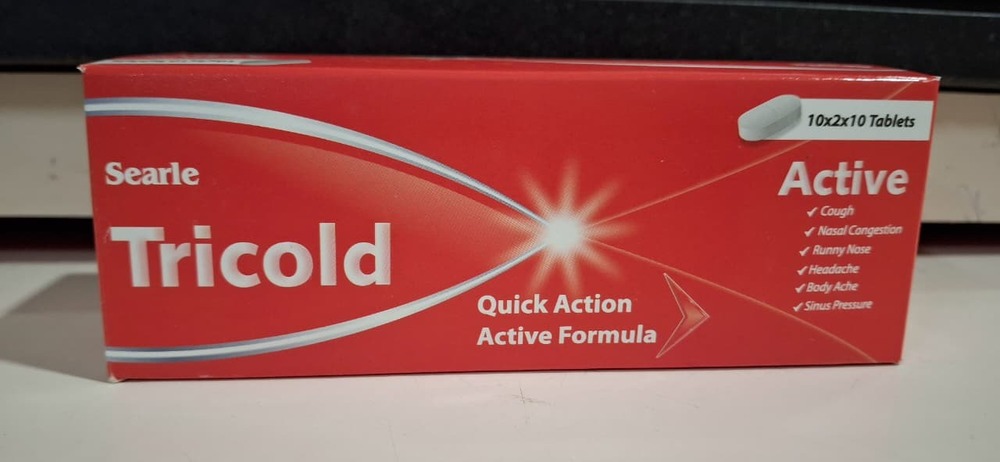 Searle
Tricold
Quick Action
Active Formula
10x2x10 Tablets
Active
✓ Cough
✓ Nasal Congestion
✓ Runny Nose
✓ Headache
✓ Body Ache
✓ Sinus Pressure